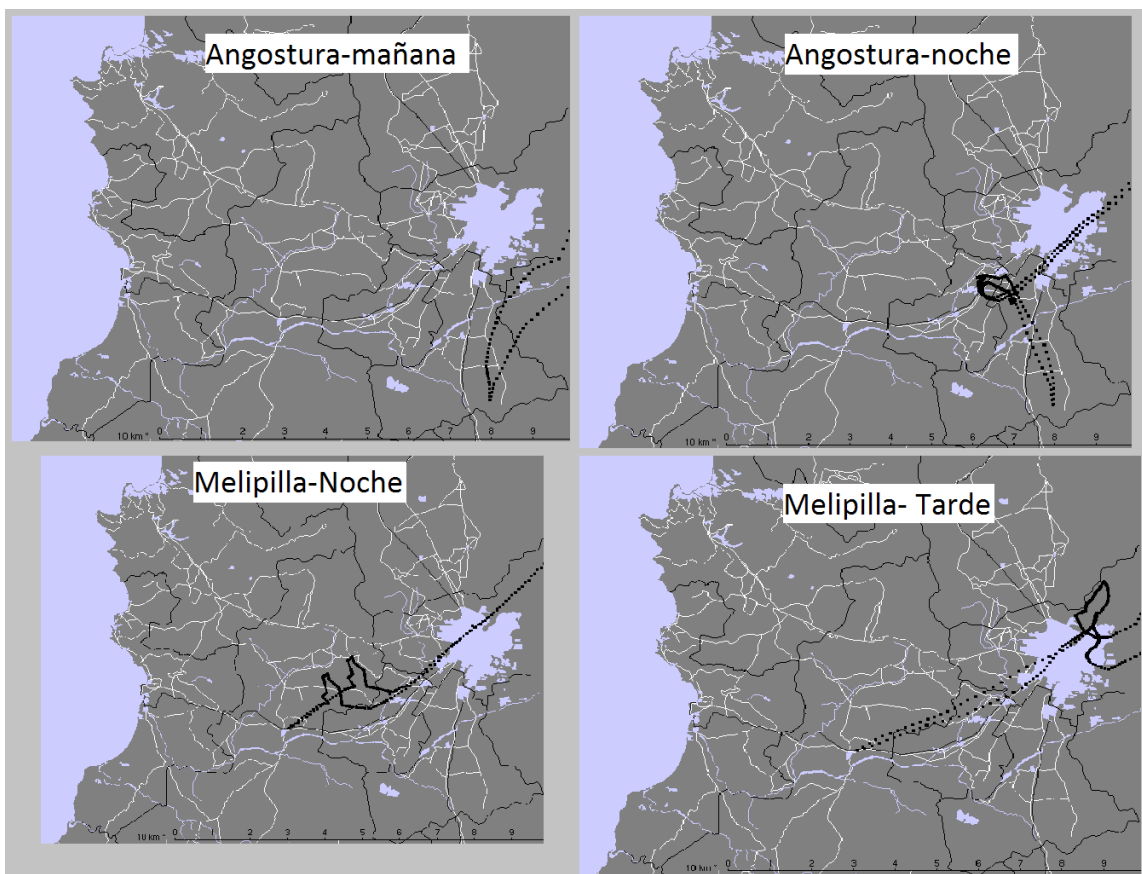 Angostura-mañana
Angostura-noche
10 km * 0 1 2 3 4 5 6 7 8 9
10 km * 0 1 2 3 4 5 6 7 8 9
Melipilla-Noche
Melipilla- Tarde
10 km * 0 1 2 3 4 5 6 7 8 9
10 km * 0 1 2 3 4 5 6 7 8 9